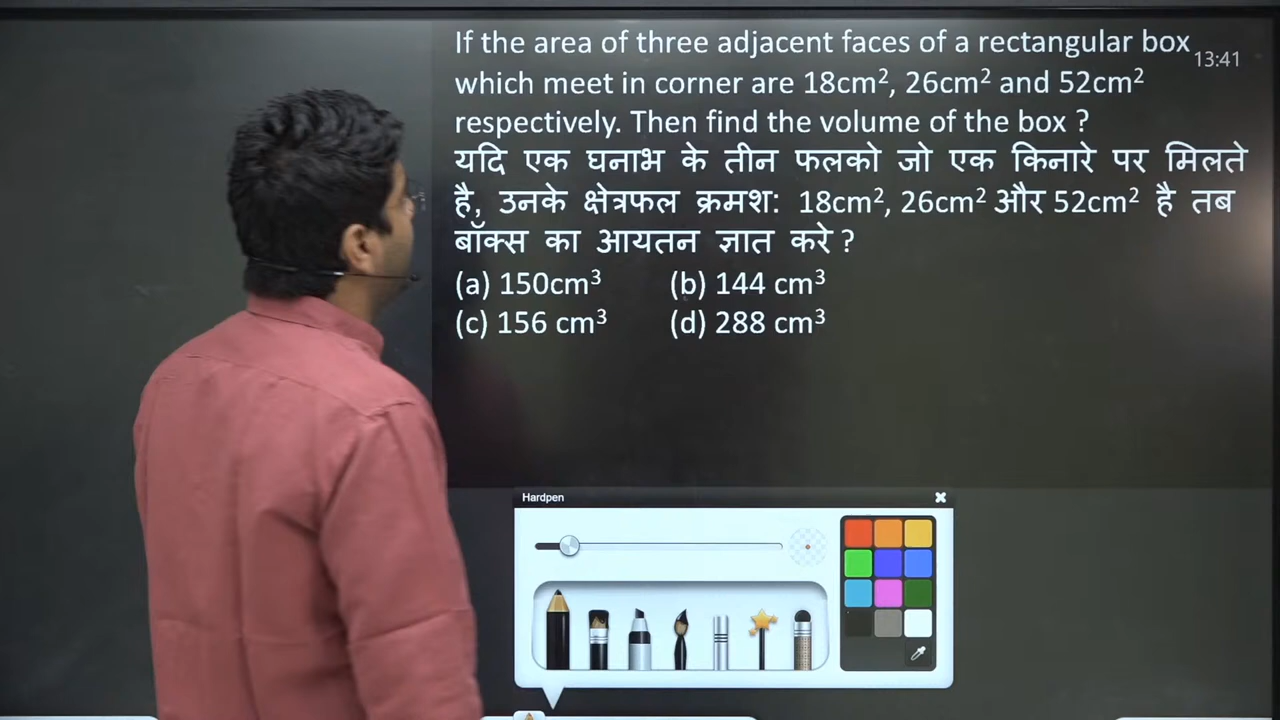 If the area of three adjacent faces of a rectangular box
13:41
which meet in corner are 18cm², 26cm² and 52cm²
respectively. Then find the volume of the box ?
यदि एक घनाभ के तीन फलको जो एक किनारे पर मिलते
है, उनके क्षेत्रफल क्रमश: 18cm², 26cm² और 52cm² है तब
बॉक्स का आयतन ज्ञात करे ?
(a) 150cm³ (b) 144 cm³
(c) 156 cm³ (d) 288 cm³
Hardpen